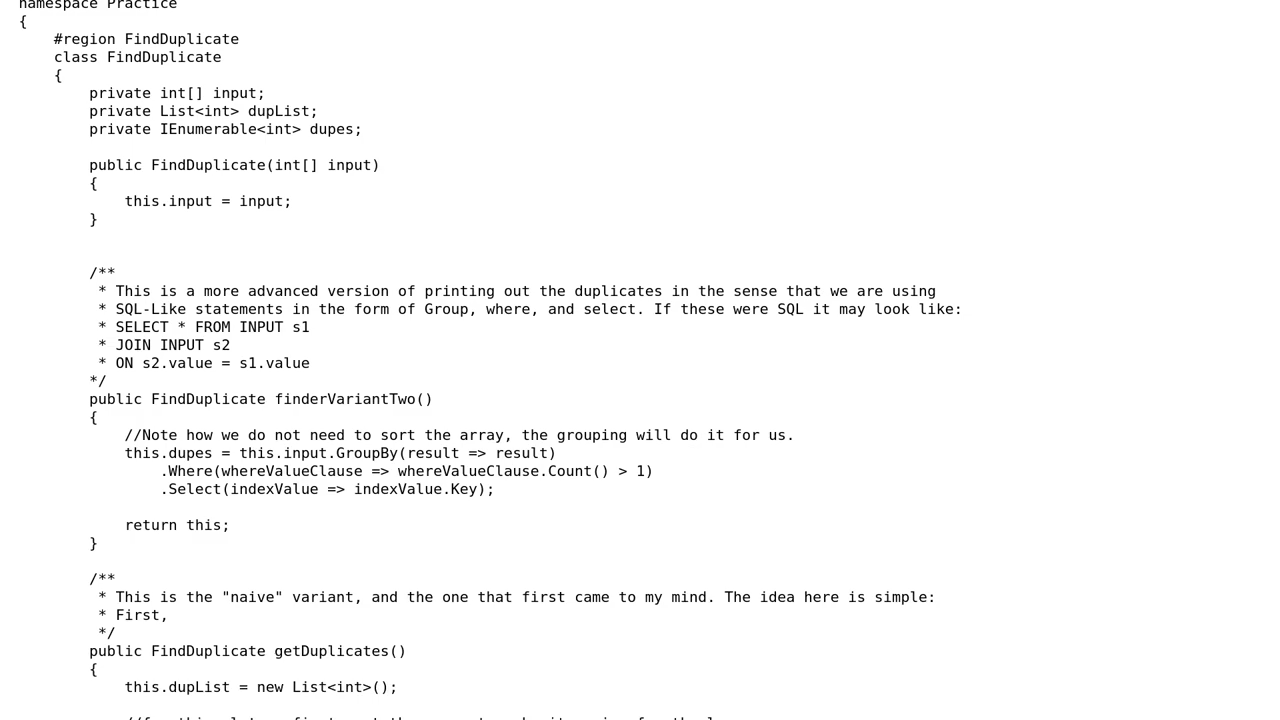 namespace Practice
{
    #region FindDuplicate
    class FindDuplicate
    {
        private int[] input;
        private List<int> dupList;
        private IEnumerable<int> dupes;

        public FindDuplicate(int[] input)
        {
            this.input = input;
        }


        /**
         * This is a more advanced version of printing out the duplicates in the sense that we are using
         * SQL-Like statements in the form of Group, where, and select. If these were SQL it may look like:
         * SELECT * FROM INPUT s1
         * JOIN INPUT s2
         * ON s2.value = s1.value
        */
        public FindDuplicate finderVariantTwo()
        {
            //Note how we do not need to sort the array, the grouping will do it for us.
            this.dupes = this.input.GroupBy(result => result)
                .Where(whereValueClause => whereValueClause.Count() > 1)
                .Select(indexValue => indexValue.Key);

            return this;
        }

        /**
         * This is the "naive" variant, and the one that first came to my mind. The idea here is simple:
         * First,
         */
        public FindDuplicate getDuplicates()
        {
            this.dupList = new List<int>();